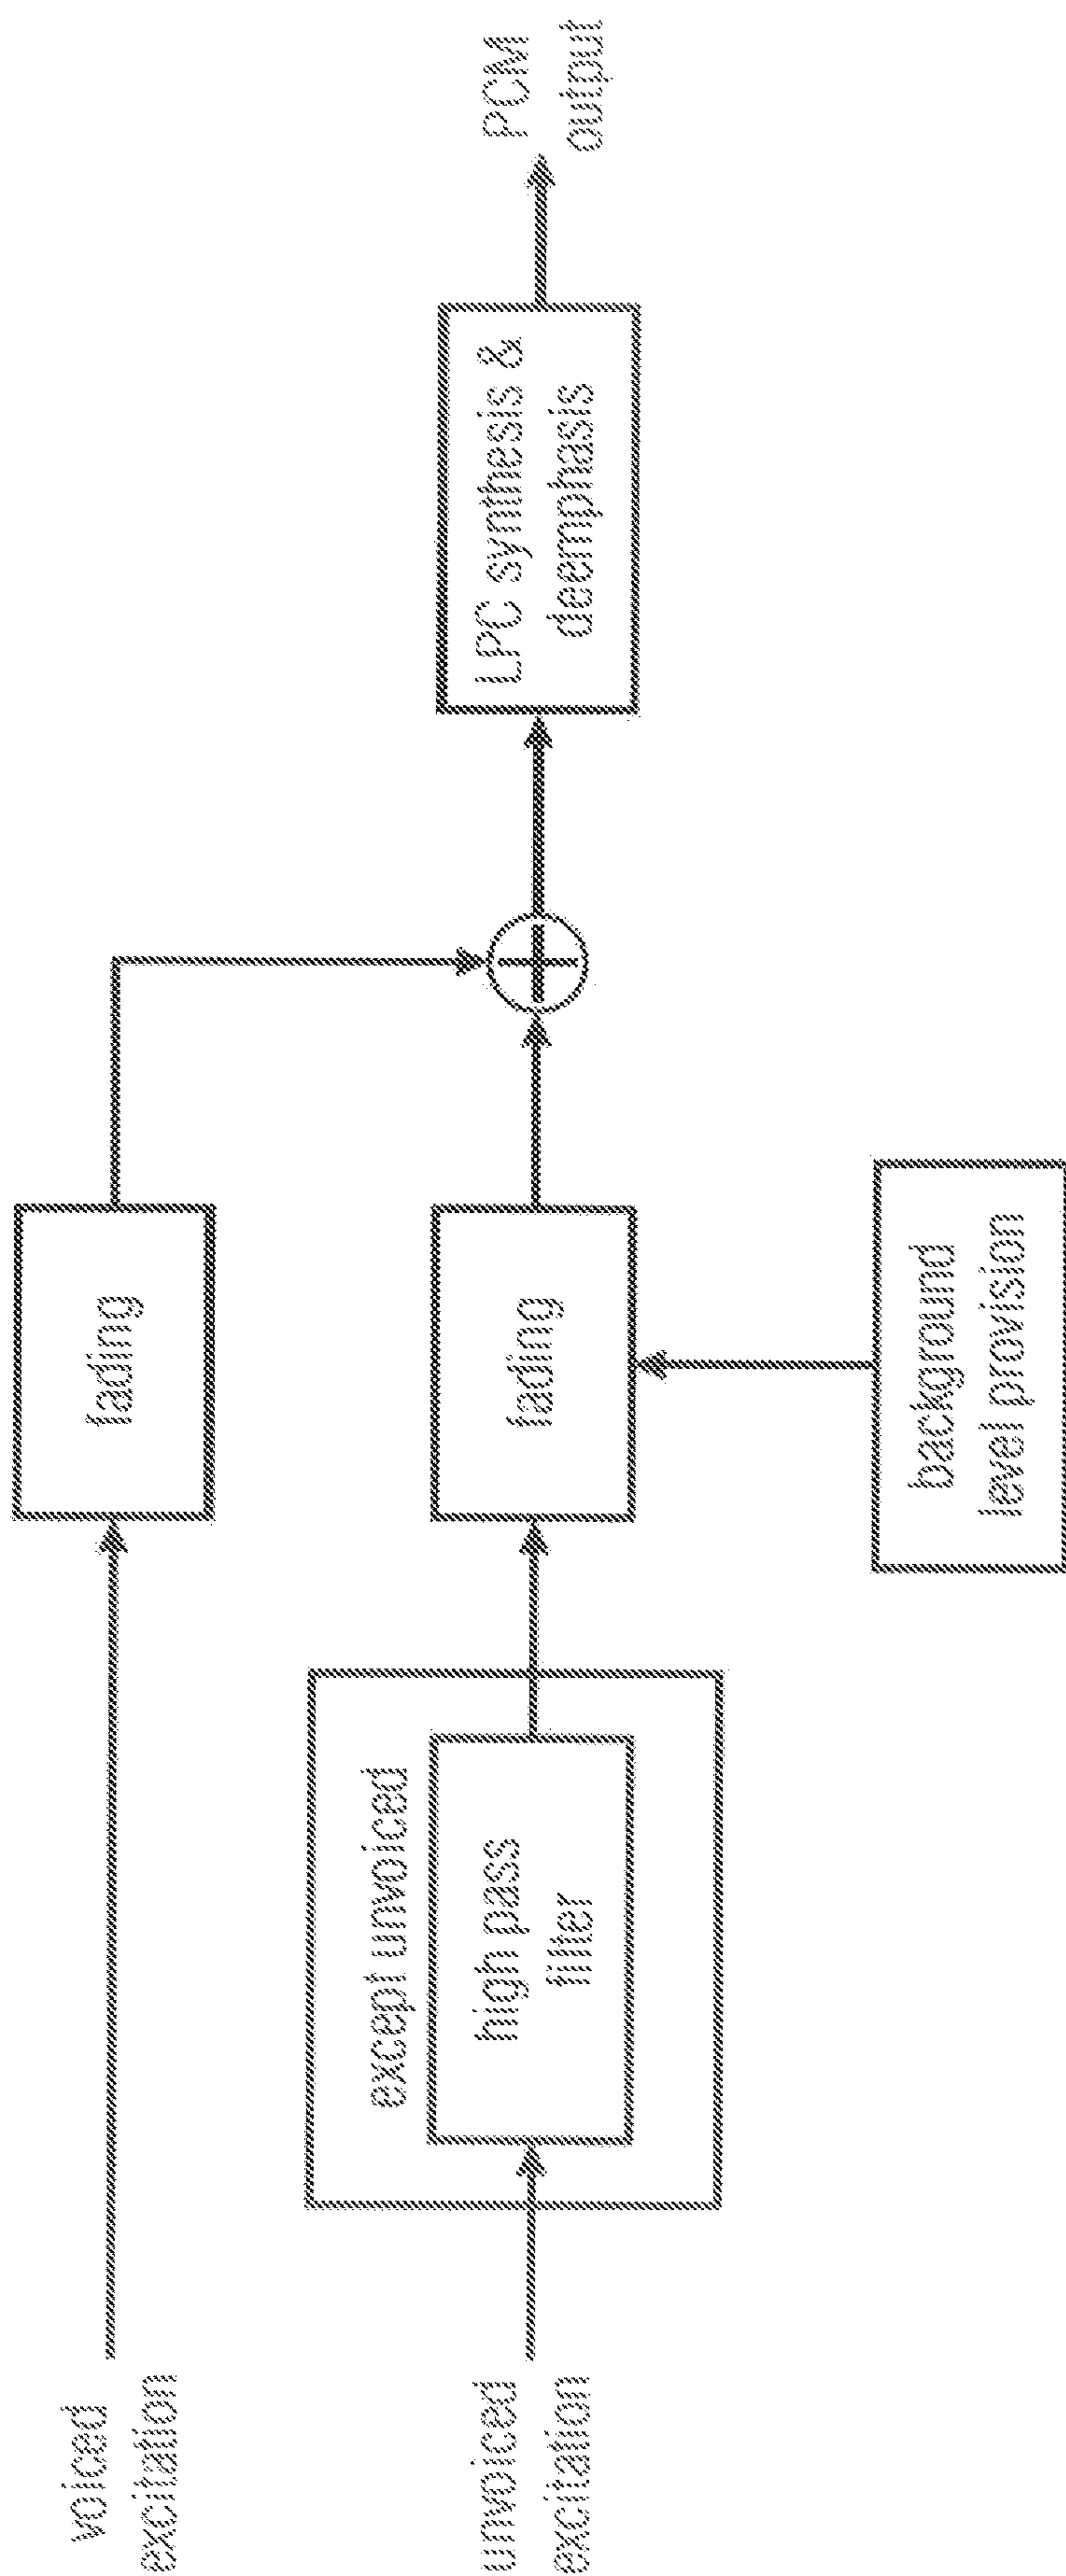 voiced
excitation
fading
unvoiced
excitation
except unvoiced
high pass
filter
fading
background
level provision
LPC synthesis &
deemphasis
PCM
output